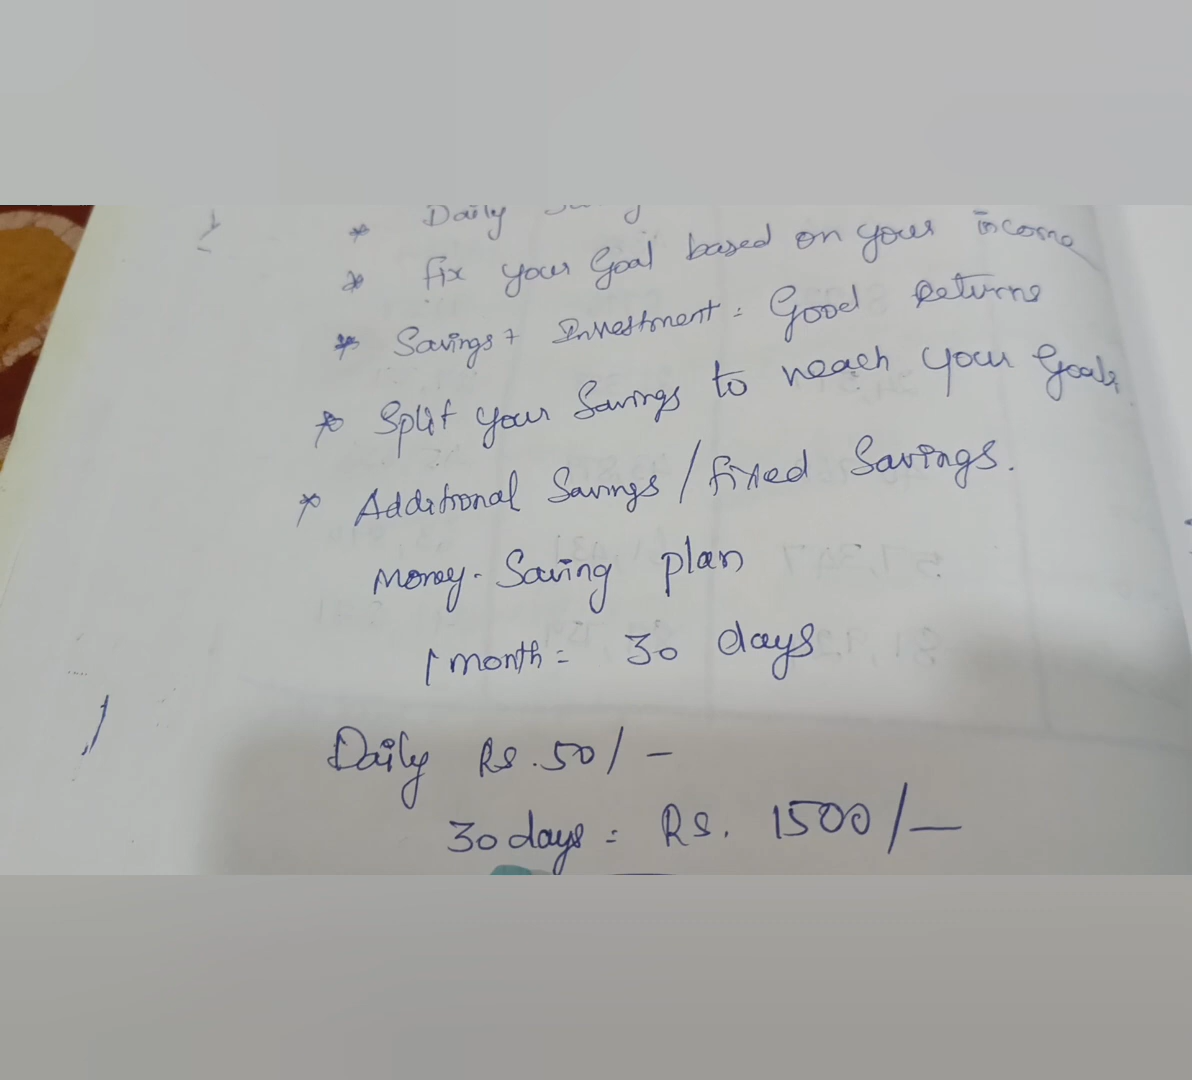 * Daily
* Fix your Goal based on your income
* Savings + Investment = Good Returns
* Split your Savings to reach your Goals
* Additional Savings / fixed Savings.
Money-Saving plan
1 month = 30 days
Daily Rs.50/-
30 days = Rs. 1500/-